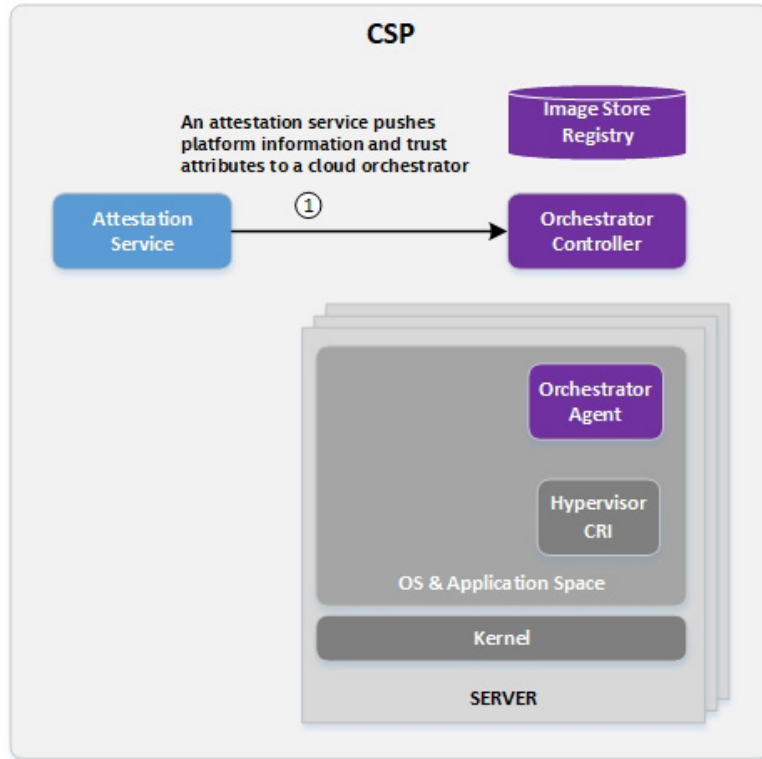 CSP
Image Store
Registry
An attestation service pushes
platform information and trust
attributes to a cloud orchestrator
1
Attestation
Service
Orchestrator
Controller
Orchestrator
Agent
Hypervisor
CRI
OS & Application Space
Kernel
SERVER